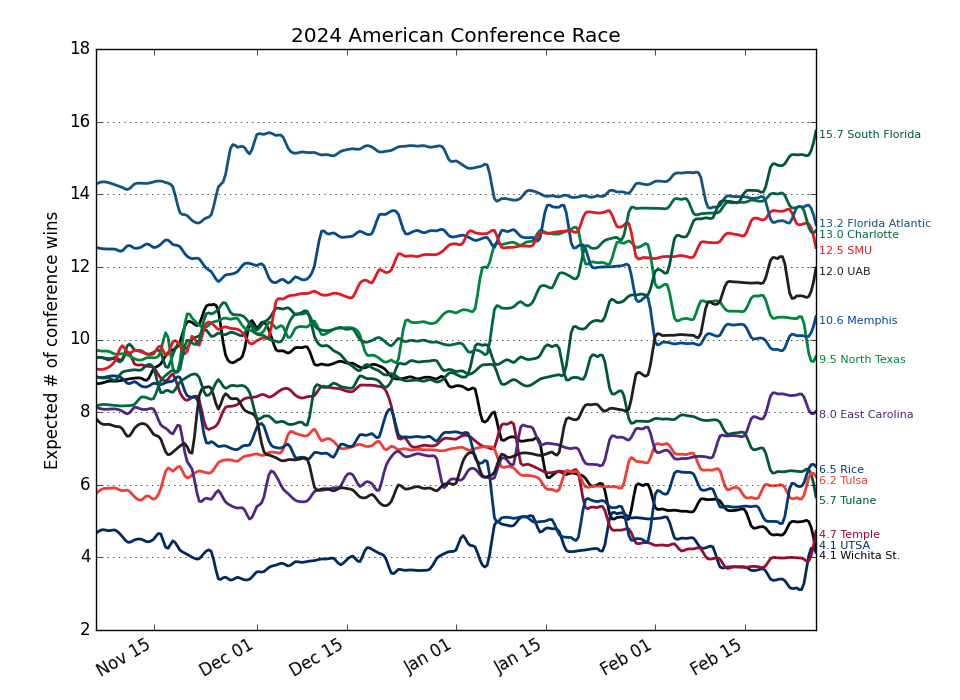 2024 American Conference Race
Expected # of conference wins
18
16
14
12
10
8
6
4
2
Nov 15
Dec 01
Dec 15
Jan 01
Jan 15
Feb 01
Feb 15
15.7 South Florida
13.2 Florida Atlantic
13.0 Charlotte
12.5 SMU
12.0 UAB
10.6 Memphis
9.5 North Texas
8.0 East Carolina
6.5 Rice
6.2 Tulsa
5.7 Tulane
4.7 Temple
4.1 UTSA
4.1 Wichita St.